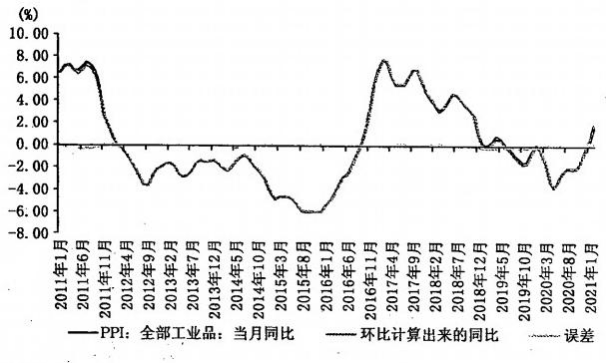 (%)
10.00
8.00
6.00
4.00
2.00
0.00
-2.00
-4.00
-6.00
-8.00
2011年1月
2011年6月
2011年11月
2012年4月
2012年9月
2013年2月
2013年7月
2013年12月
2014年5月
2014年10月
2015年3月
2015年8月
2016年1月
2016年6月
2016年11月
2017年4月
2017年9月
2018年2月
2018年7月
2018年12月
2019年5月
2019年10月
2020年3月
2020年8月
2021年1月
PPI：全部工业品：当月同比 环比计算出来的同比 误差